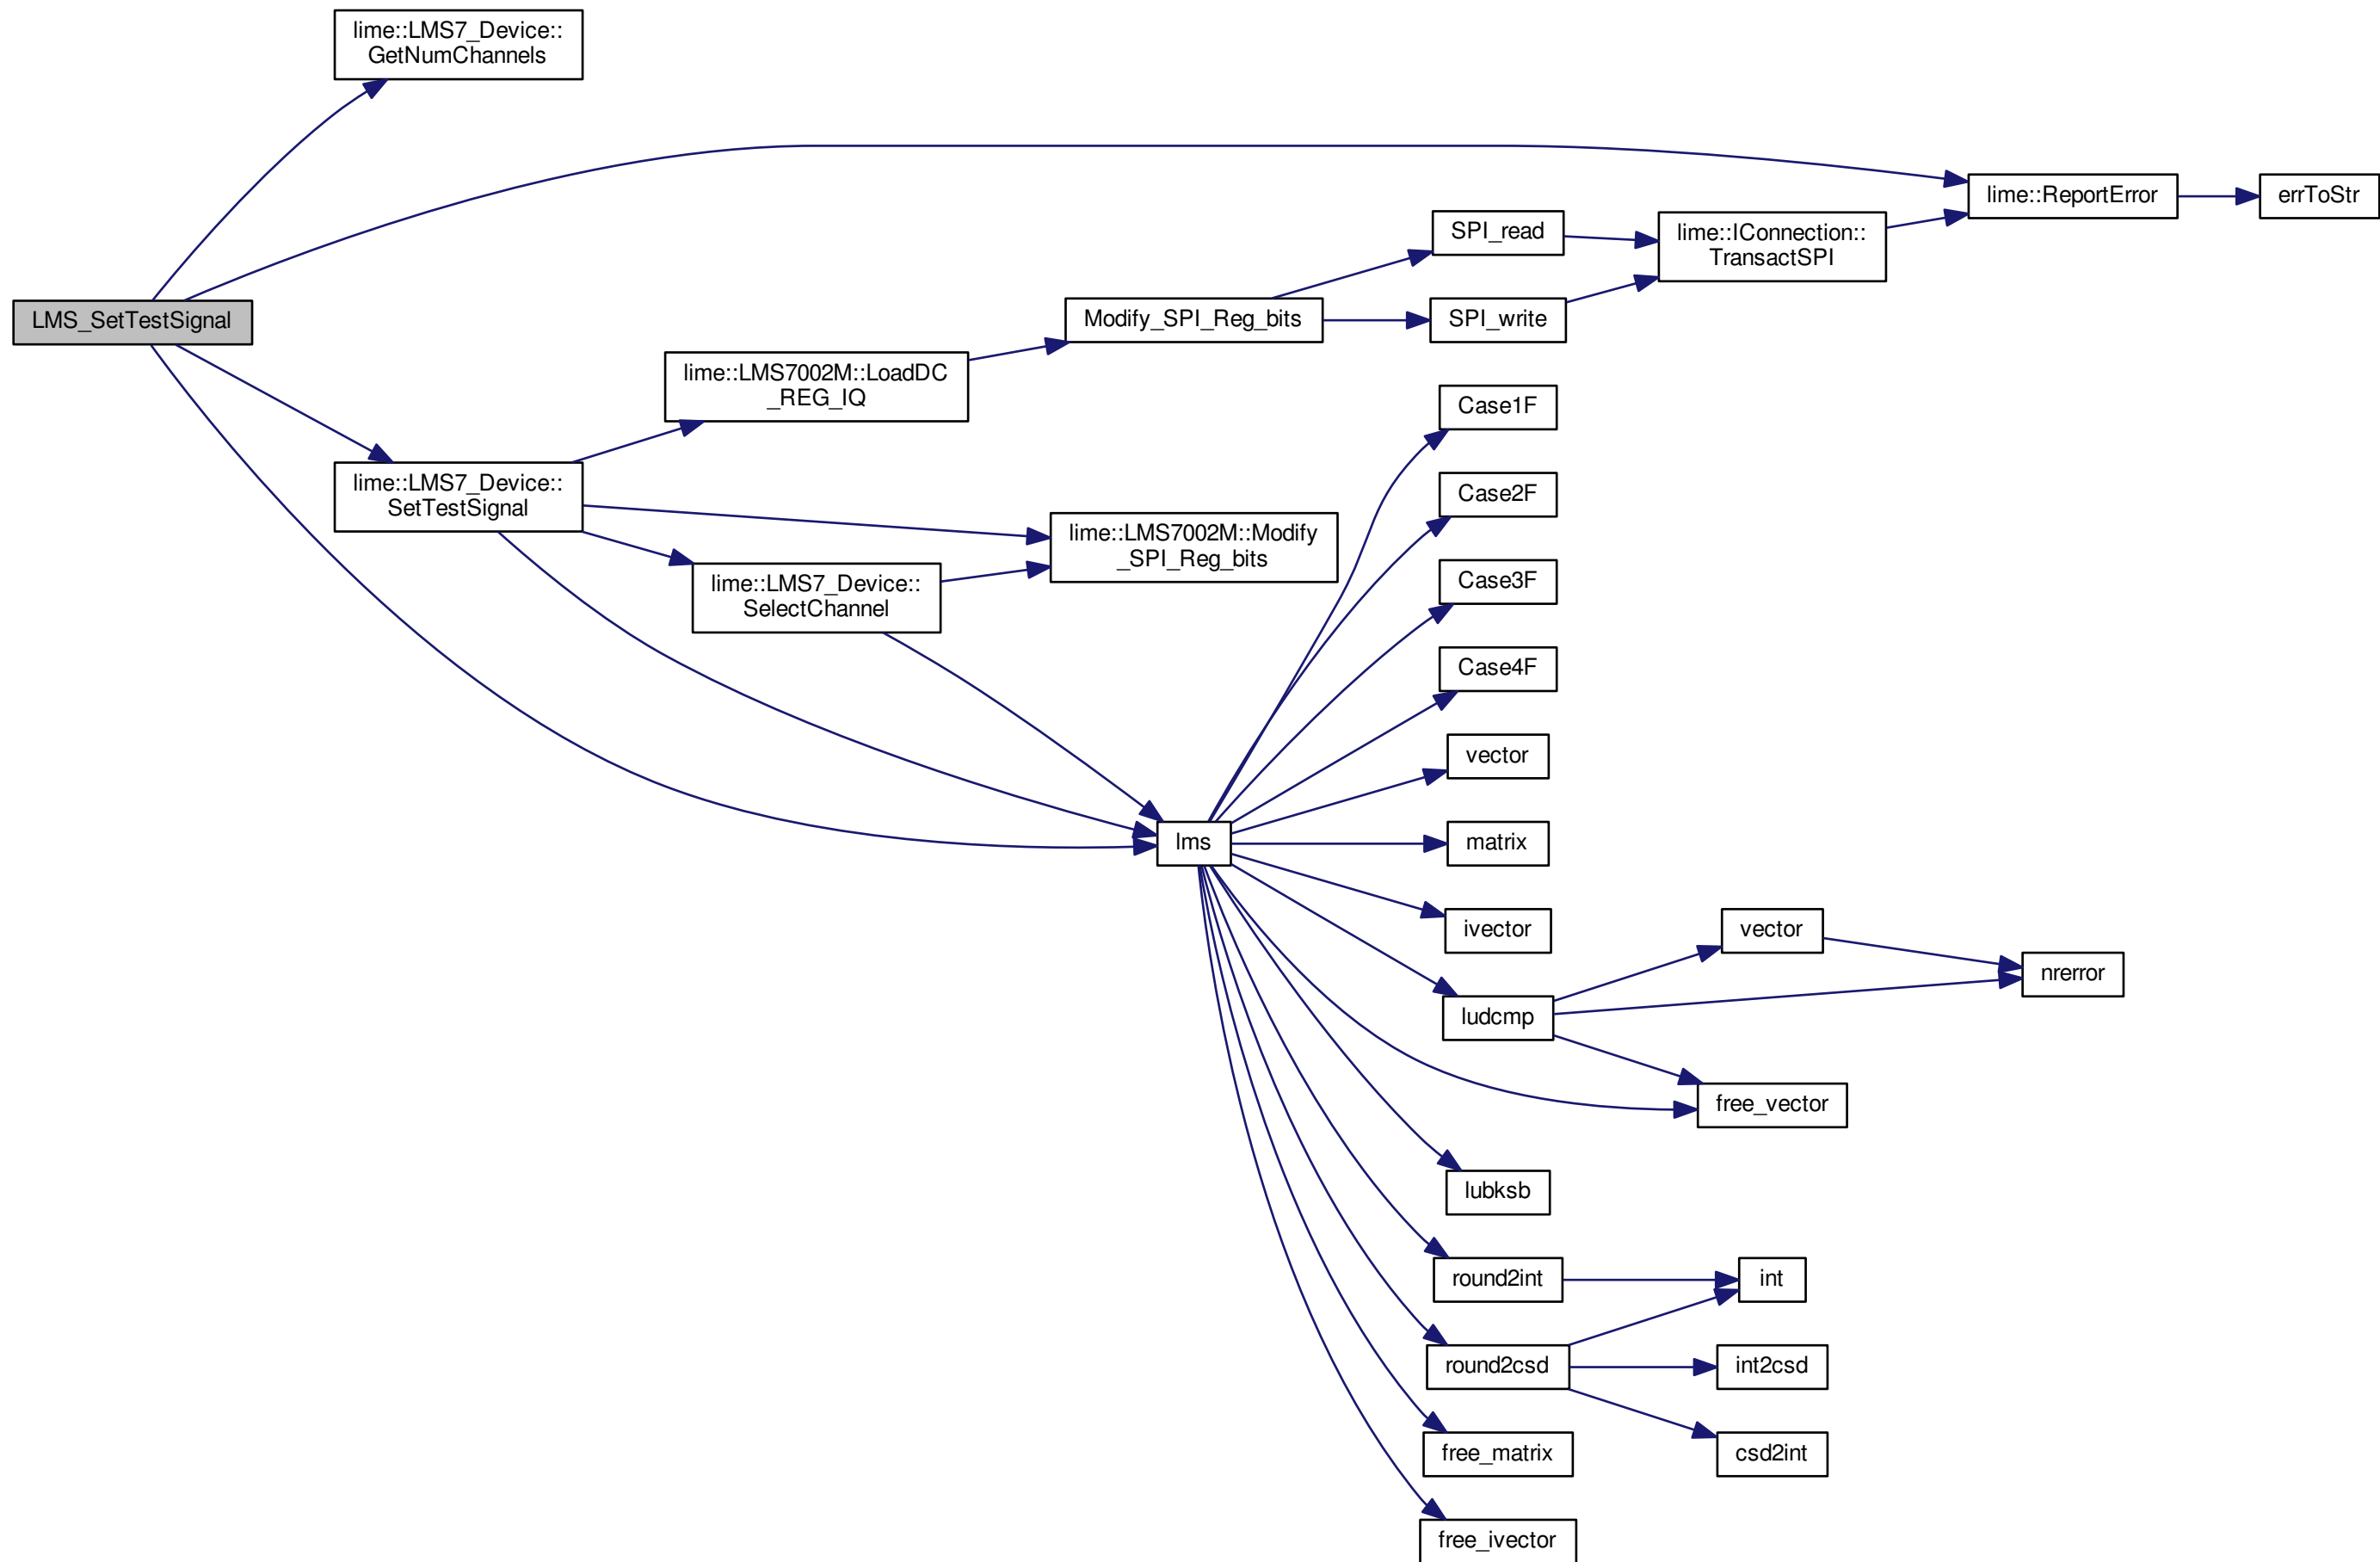 lime::LMS7_Device::
GetNumChannels
lime::ReportError
errToStr
SPI_read
lime::IConnection::
TransactSPI
LMS_SetTestSignal
Modify_SPI_Reg_bits
SPI_write
lime::LMS7002M::LoadDC
_REG_IQ
Case1F
lime::LMS7_Device::
SetTestSignal
Case2F
lime::LMS7002M::Modify
_SPI_Reg_bits
lime::LMS7_Device::
SelectChannel
Case3F
Case4F
vector
lms
matrix
ivector
vector
nrerror
ludcmp
free_vector
lubksb
round2int
int
round2csd
int2csd
free_matrix
csd2int
free_ivector